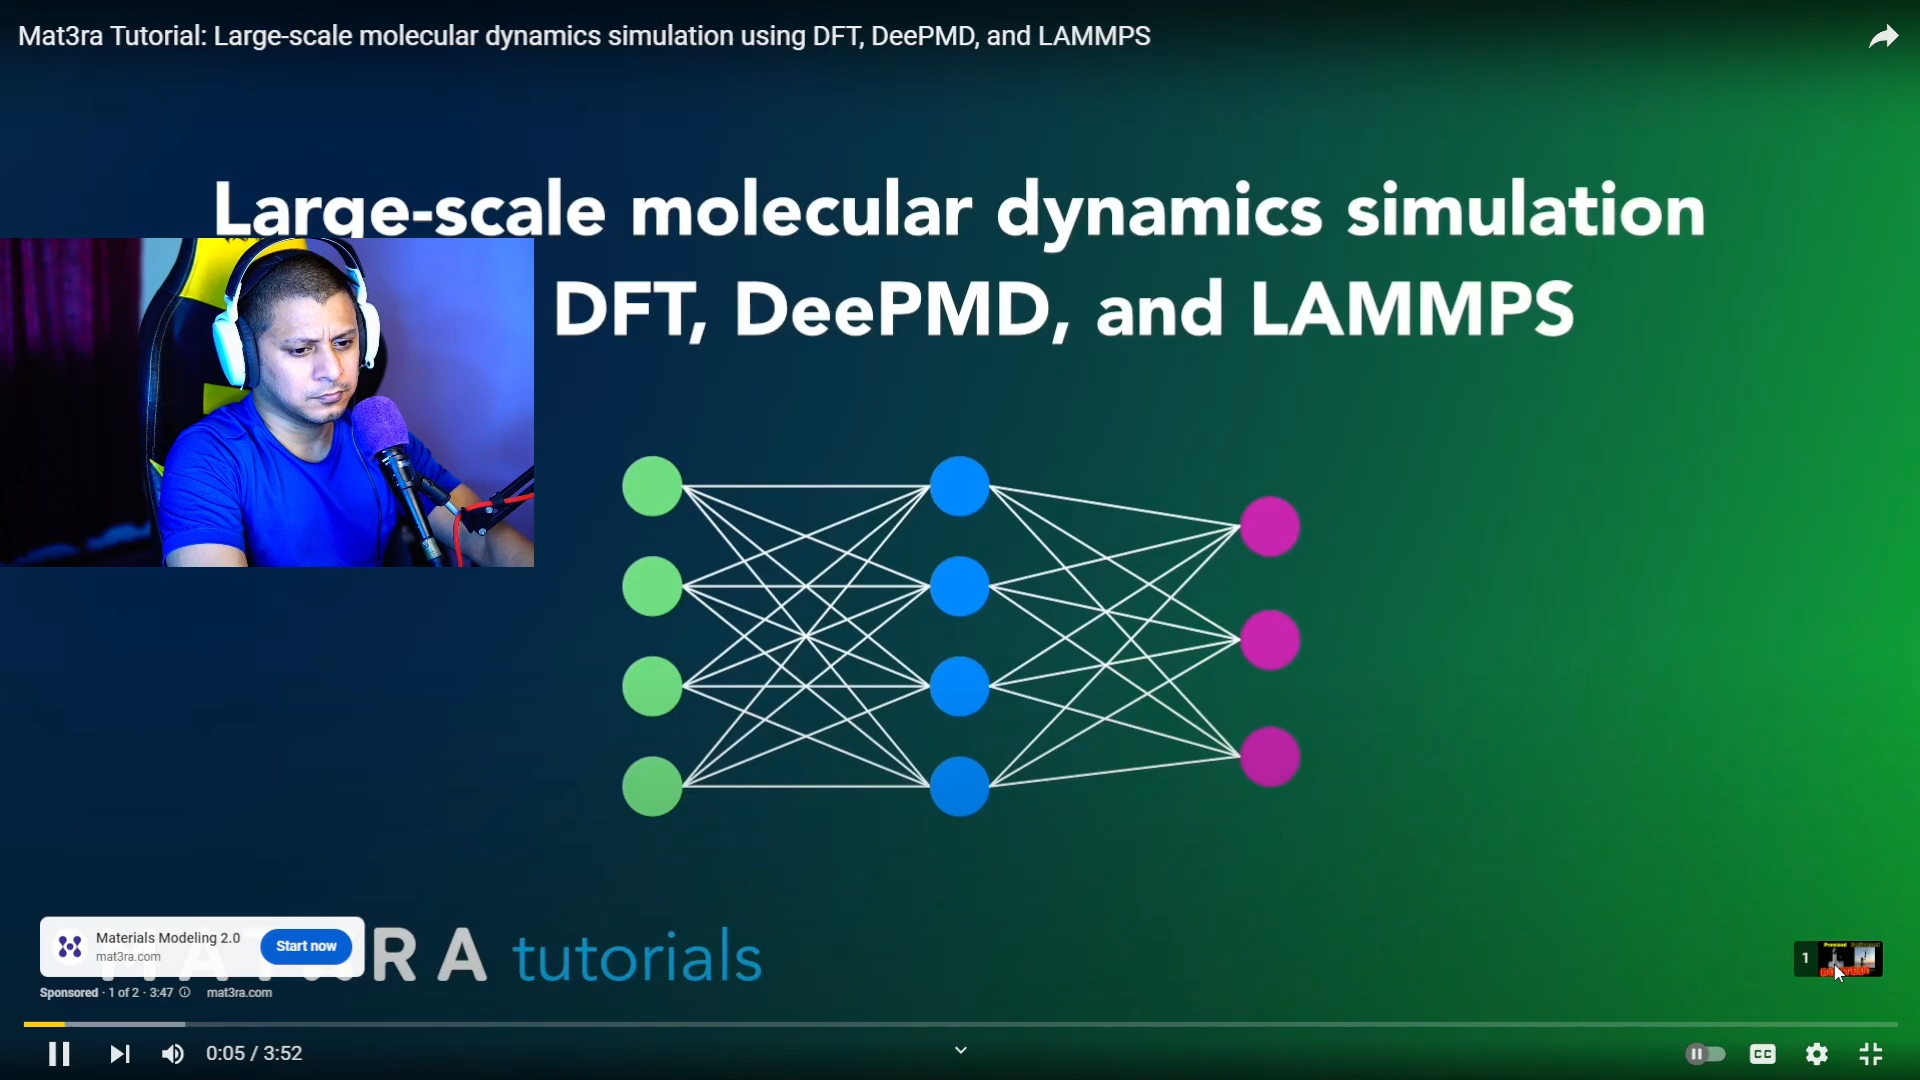 Mat3ra Tutorial: Large-scale molecular dynamics simulation using DFT, DeePMD, and LAMMPS
Large-scale molecular dynamics simulation
DFT, DeePMD, and LAMMPS
Materials Modeling 2.0
mat3ra.com
Start now
R A tutorials
Sponsored · 1 of 2 · 3:47 mat3ra.com
1
0:05 / 3:52
CC